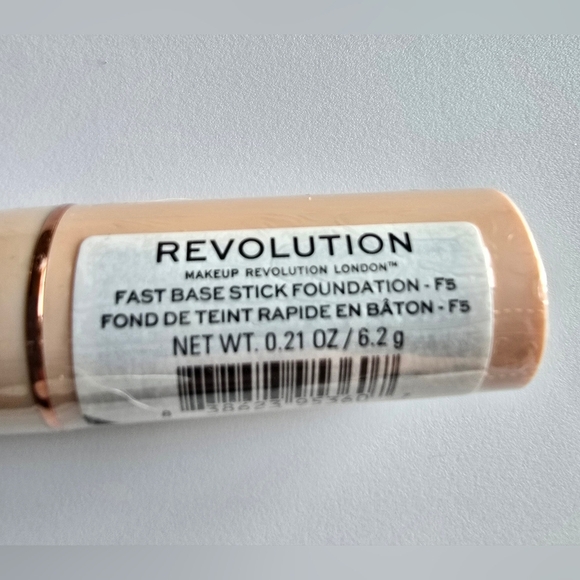 REVOLUTION
MAKEUP REVOLUTION LONDON™
FAST BASE STICK FOUNDATION - F5
FOND DE TEINT RAPIDE EN BÂTON - F5
NET WT. 0.21 OZ / 6.2 g